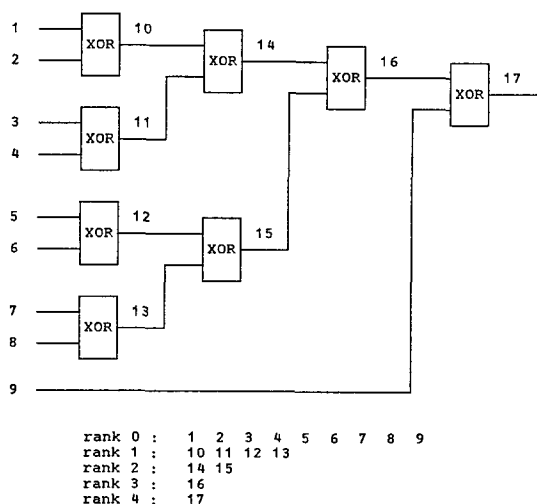 1 XOR 10
2
XOR 14
XOR 16
XOR 17
3 XOR 11
4
5 XOR 12
6
XOR 15
7 XOR 13
8
9
rank 0 : 1 2 3 4 5 6 7 8 9
rank 1 : 10 11 12 13
rank 2 : 14 15
rank 3 : 16
rank 4 : 17